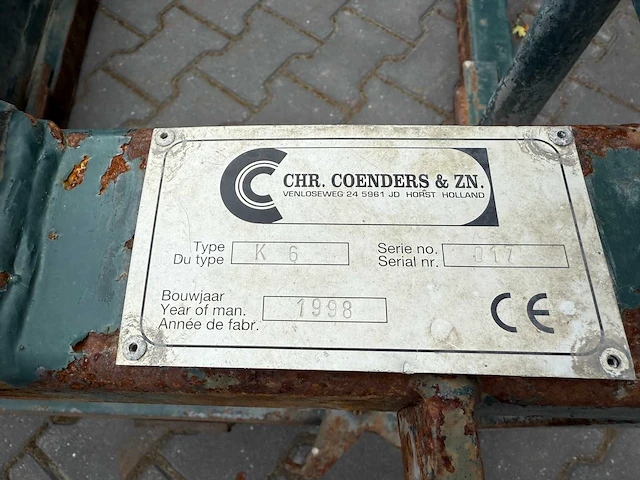 CHR. COENDERS & ZN.
VENLOSEWEG 24 5961 JD HORST HOLLAND
Type
Du type K 6
Serie no.
Serial nr. 017
Bouwjaar
Year of man. 1998
Année de fabr.
CE